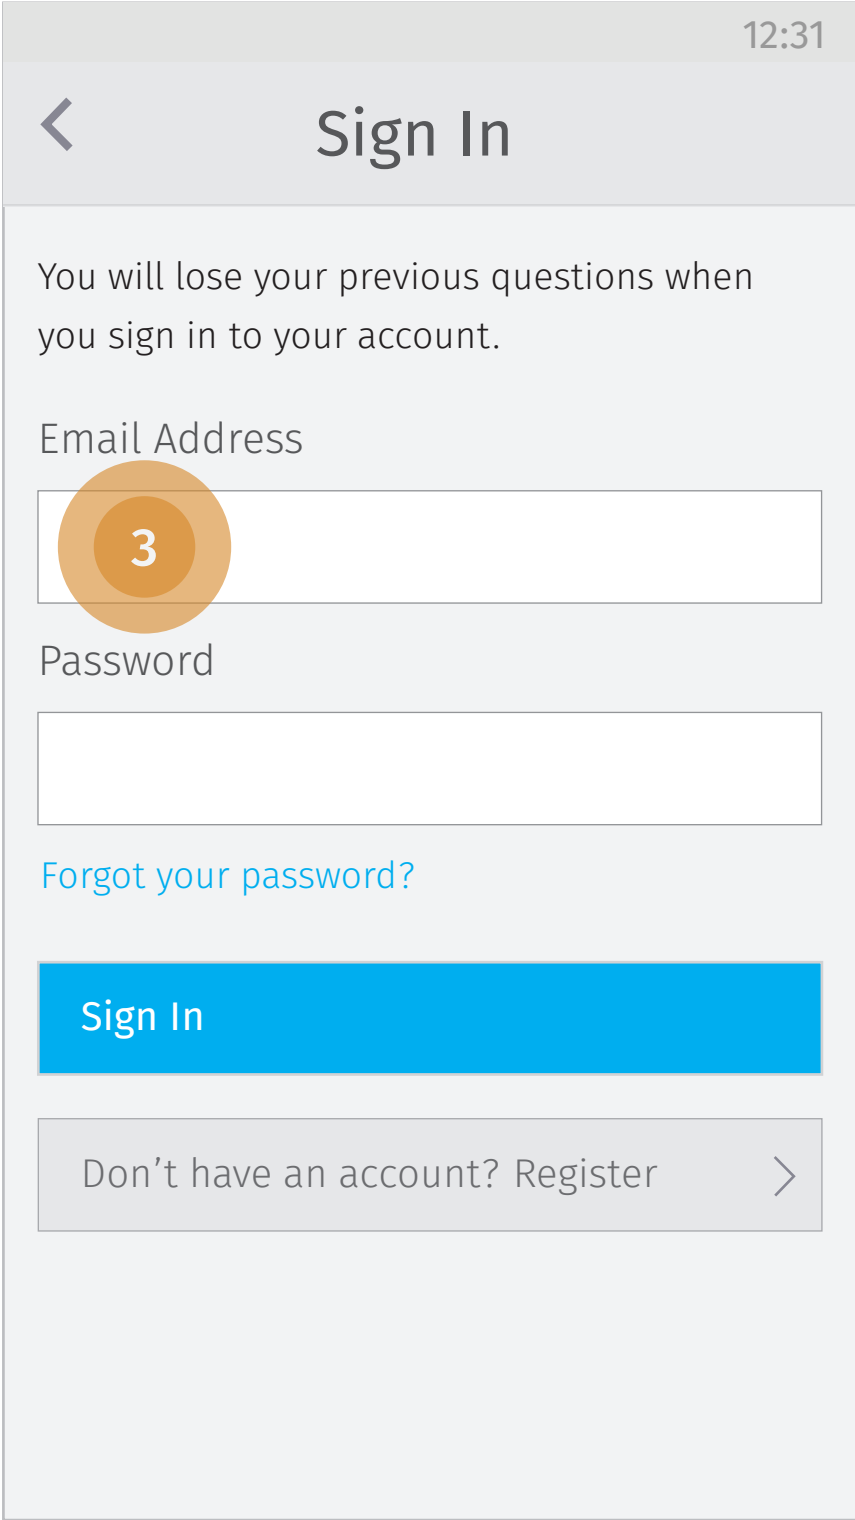 12:31
Sign In
You will lose your previous questions when
you sign in to your account.
Email Address
3
Password
Forgot your password?
Sign In
Don’t have an account? Register